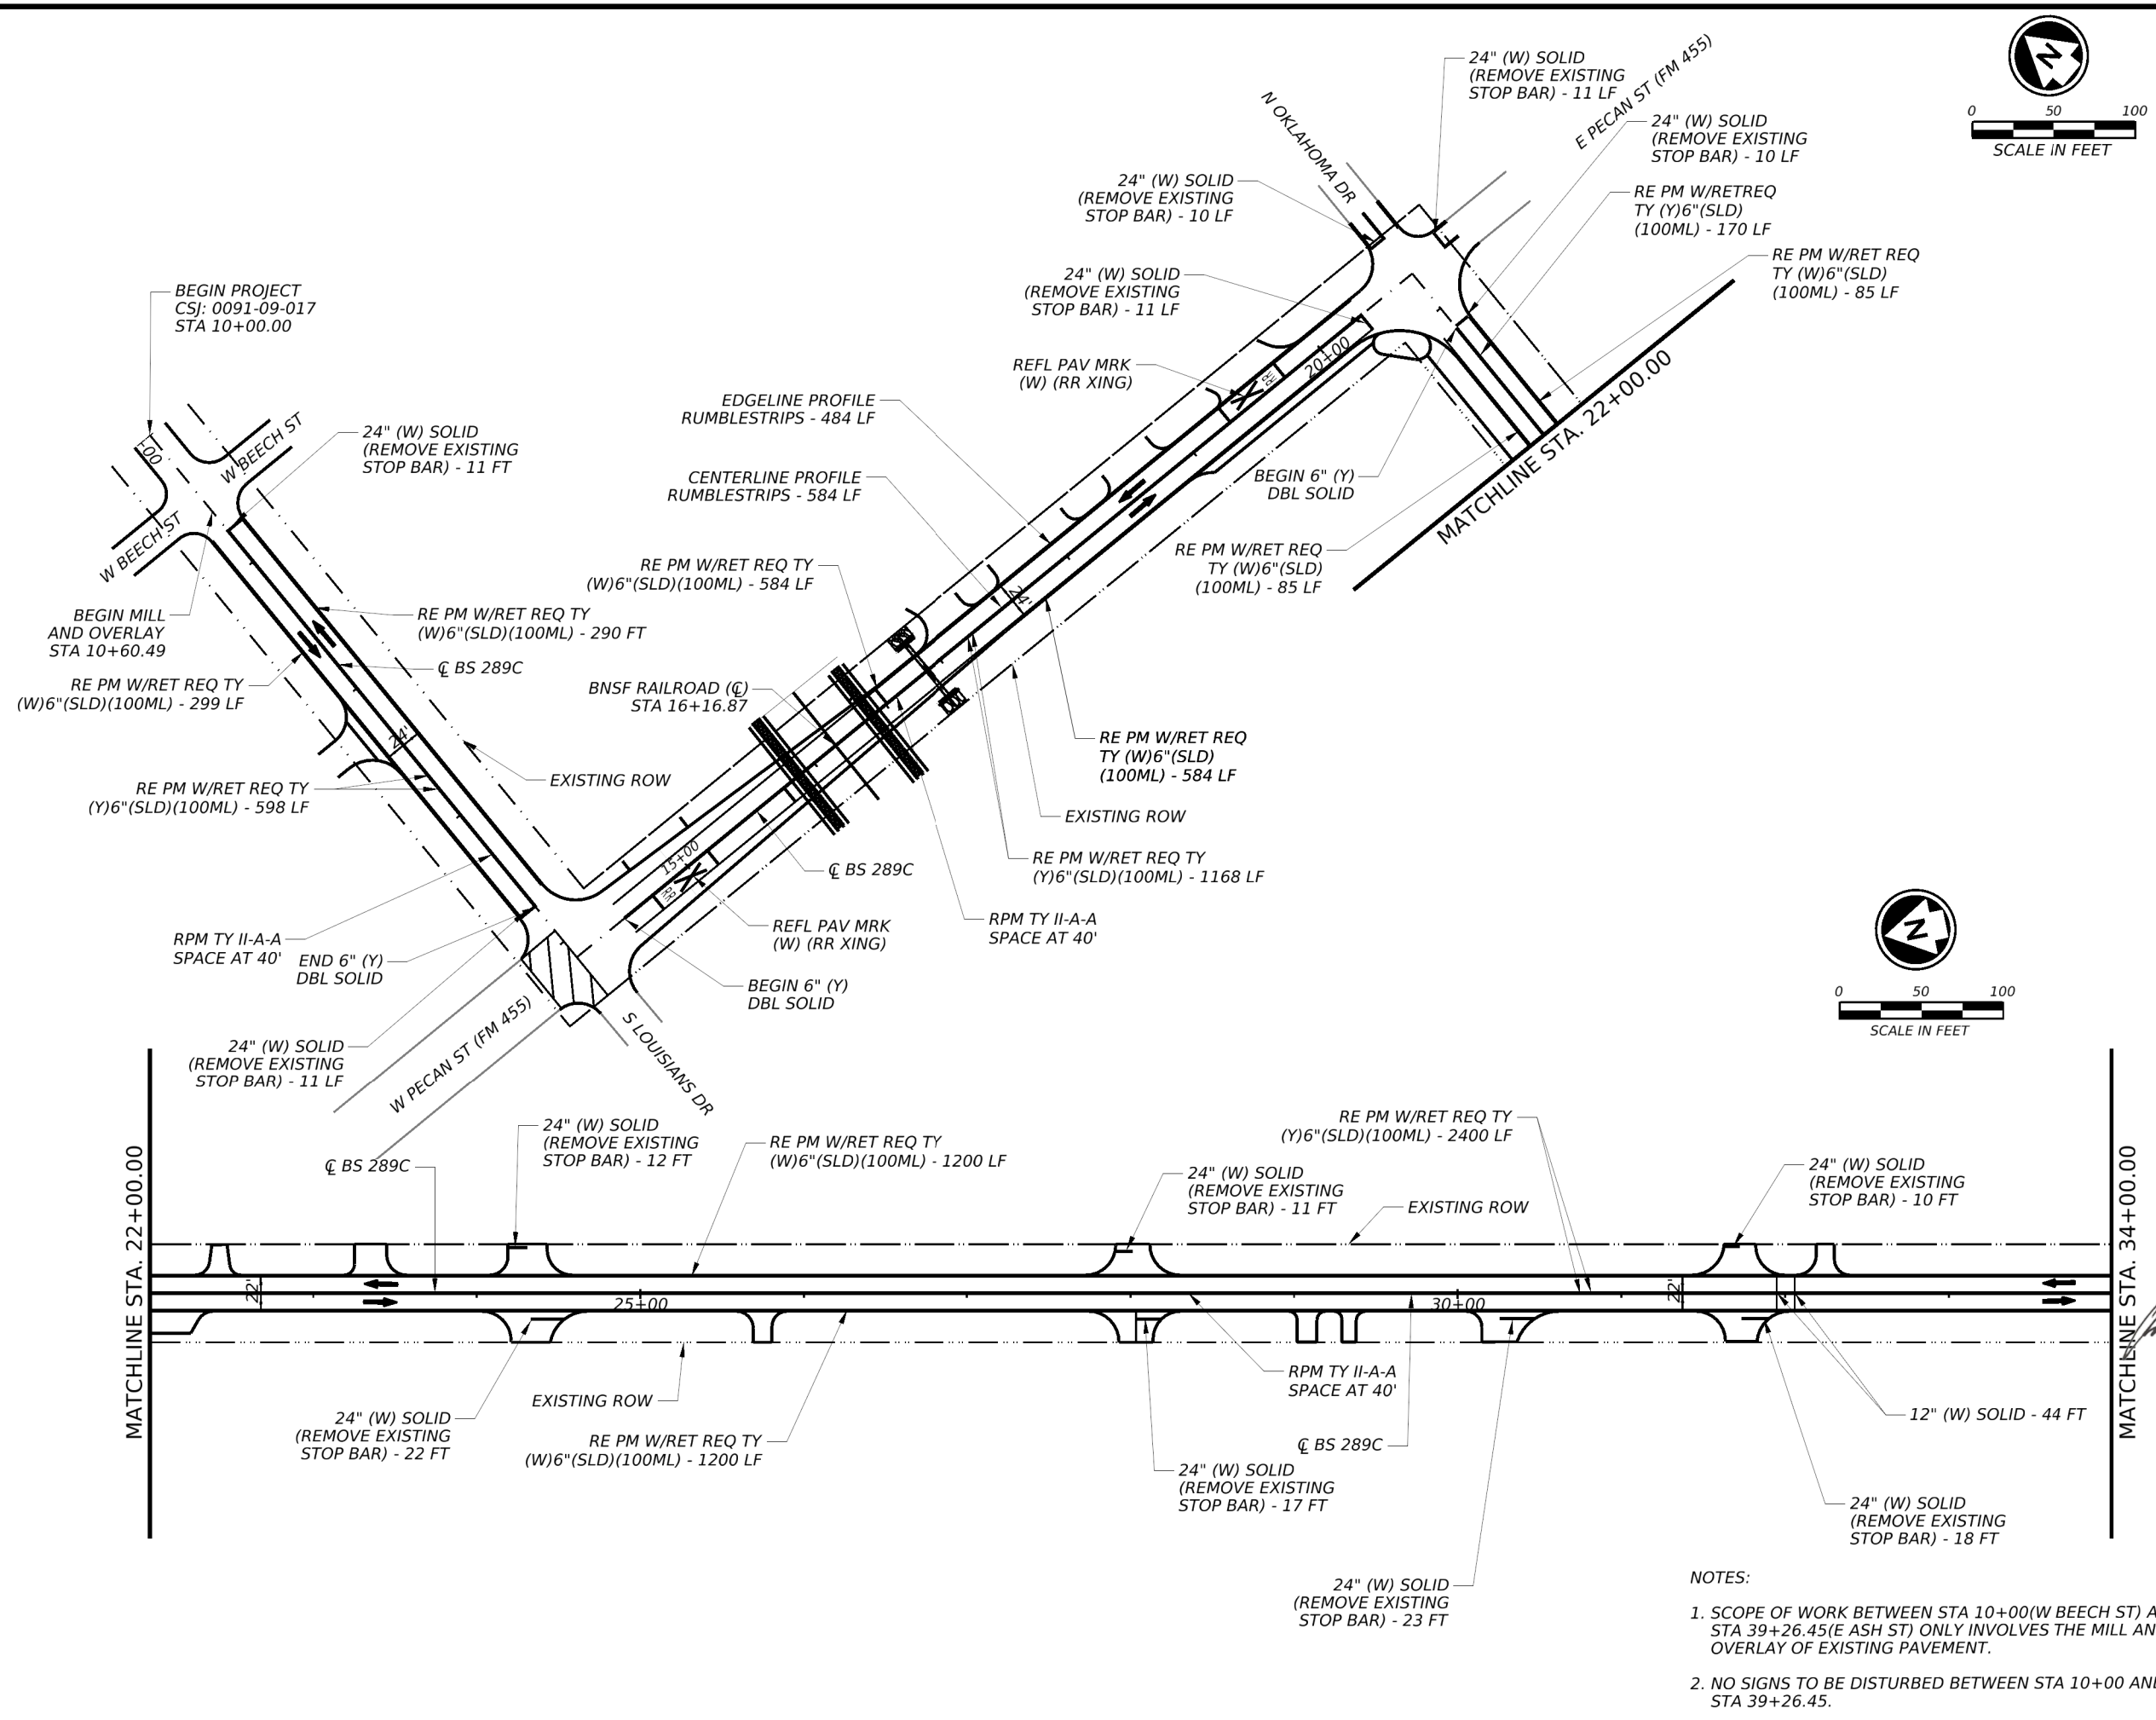 24" (W) SOLID
(REMOVE EXISTING
STOP BAR) - 11 LF
E PECAN ST (FM 455)
N
0 50 100
SCALE IN FEET
N OKLAHOMA DR
24" (W) SOLID
(REMOVE EXISTING
STOP BAR) - 10 LF
24" (W) SOLID
(REMOVE EXISTING
STOP BAR) - 10 LF
RE PM W/RETREQ
TY (Y)6"(SLD)
(100ML) - 170 LF
RE PM W/RET REQ
TY (W)6"(SLD)
(100ML) - 85 LF
24" (W) SOLID
(REMOVE EXISTING
STOP BAR) - 11 LF
BEGIN PROJECT
CSJ: 0091-09-017
STA 10+00.00
REFL PAV MRK
(W) (RR XING)
RR
20+00
MATCHLINE STA. 22+00.00
EDGELINE PROFILE
RUMBLESTRIPS - 484 LF
+00
W BEECH ST
24" (W) SOLID
(REMOVE EXISTING
STOP BAR) - 11 FT
CENTERLINE PROFILE
RUMBLESTRIPS - 584 LF
BEGIN 6" (Y)
DBL SOLID
W BEECH ST
RE PM W/RET REQ
TY (W)6"(SLD)
(100ML) - 85 LF
RE PM W/RET REQ TY
(W)6"(SLD)(100ML) - 584 LF
24'
BEGIN MILL
AND OVERLAY
STA 10+60.49
RE PM W/RET REQ TY
(W)6"(SLD)(100ML) - 290 FT
℄ BS 289C
RE PM W/RET REQ TY
(W)6"(SLD)(100ML) - 299 LF
BNSF RAILROAD (℄)
STA 16+16.87
24'
RE PM W/RET REQ
TY (W)6"(SLD)
(100ML) - 584 LF
EXISTING ROW
RE PM W/RET REQ TY
(Y)6"(SLD)(100ML) - 598 LF
EXISTING ROW
15+00
RR
℄ BS 289C
RE PM W/RET REQ TY
(Y)6"(SLD)(100ML) - 1168 LF
REFL PAV MRK
(W) (RR XING)
RPM TY II-A-A
SPACE AT 40'
RPM TY II-A-A
SPACE AT 40'
END 6" (Y)
DBL SOLID
BEGIN 6" (Y)
DBL SOLID
N
0 50 100
SCALE IN FEET
24" (W) SOLID
(REMOVE EXISTING
STOP BAR) - 11 LF
W PECAN ST (FM 455)
S LOUISIANS DR
MATCHLINE STA. 22+00.00
℄ BS 289C
24" (W) SOLID
(REMOVE EXISTING
STOP BAR) - 12 FT
RE PM W/RET REQ TY
(W)6"(SLD)(100ML) - 1200 LF
24" (W) SOLID
(REMOVE EXISTING
STOP BAR) - 11 FT
RE PM W/RET REQ TY
(Y)6"(SLD)(100ML) - 2400 LF
EXISTING ROW
24" (W) SOLID
(REMOVE EXISTING
STOP BAR) - 10 FT
MATCHLINE STA. 34+00.00
22'
25+00
30+00
22'
24" (W) SOLID
(REMOVE EXISTING
STOP BAR) - 22 FT
EXISTING ROW
RE PM W/RET REQ TY
(W)6"(SLD)(100ML) - 1200 LF
RPM TY II-A-A
SPACE AT 40'
℄ BS 289C
24" (W) SOLID
(REMOVE EXISTING
STOP BAR) - 17 FT
12" (W) SOLID - 44 FT
24" (W) SOLID
(REMOVE EXISTING
STOP BAR) - 18 FT
24" (W) SOLID
(REMOVE EXISTING
STOP BAR) - 23 FT
NOTES:
1. SCOPE OF WORK BETWEEN STA 10+00(W BEECH ST)
STA 39+26.45(E ASH ST) ONLY INVOLVES THE MILL
OVERLAY OF EXISTING PAVEMENT.
2. NO SIGNS TO BE DISTURBED BETWEEN STA 10+00
STA 39+26.45.